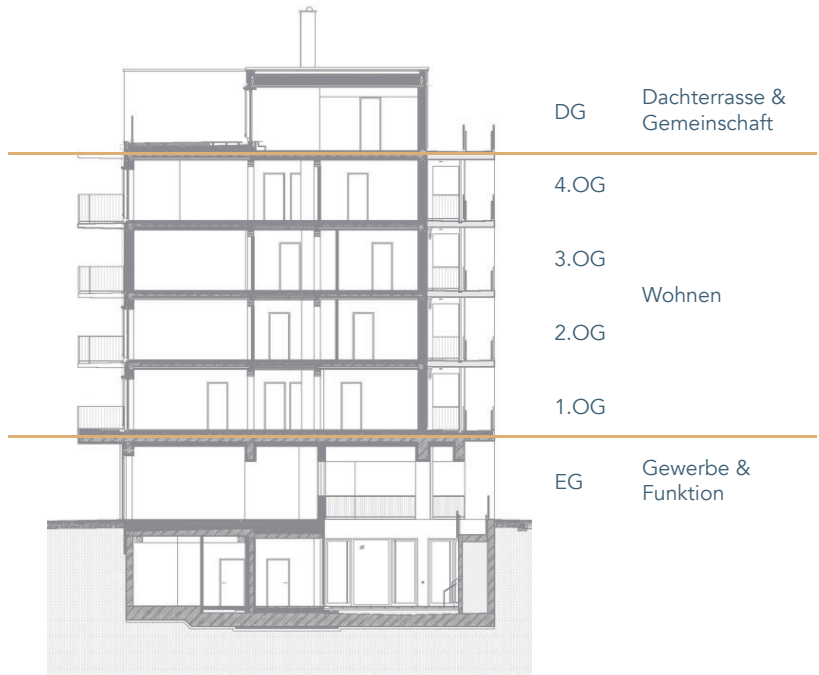 DG
Dachterrasse &
Gemeinschaft
4.OG
3.OG
Wohnen
2.OG
1.OG
EG
Gewerbe &
Funktion